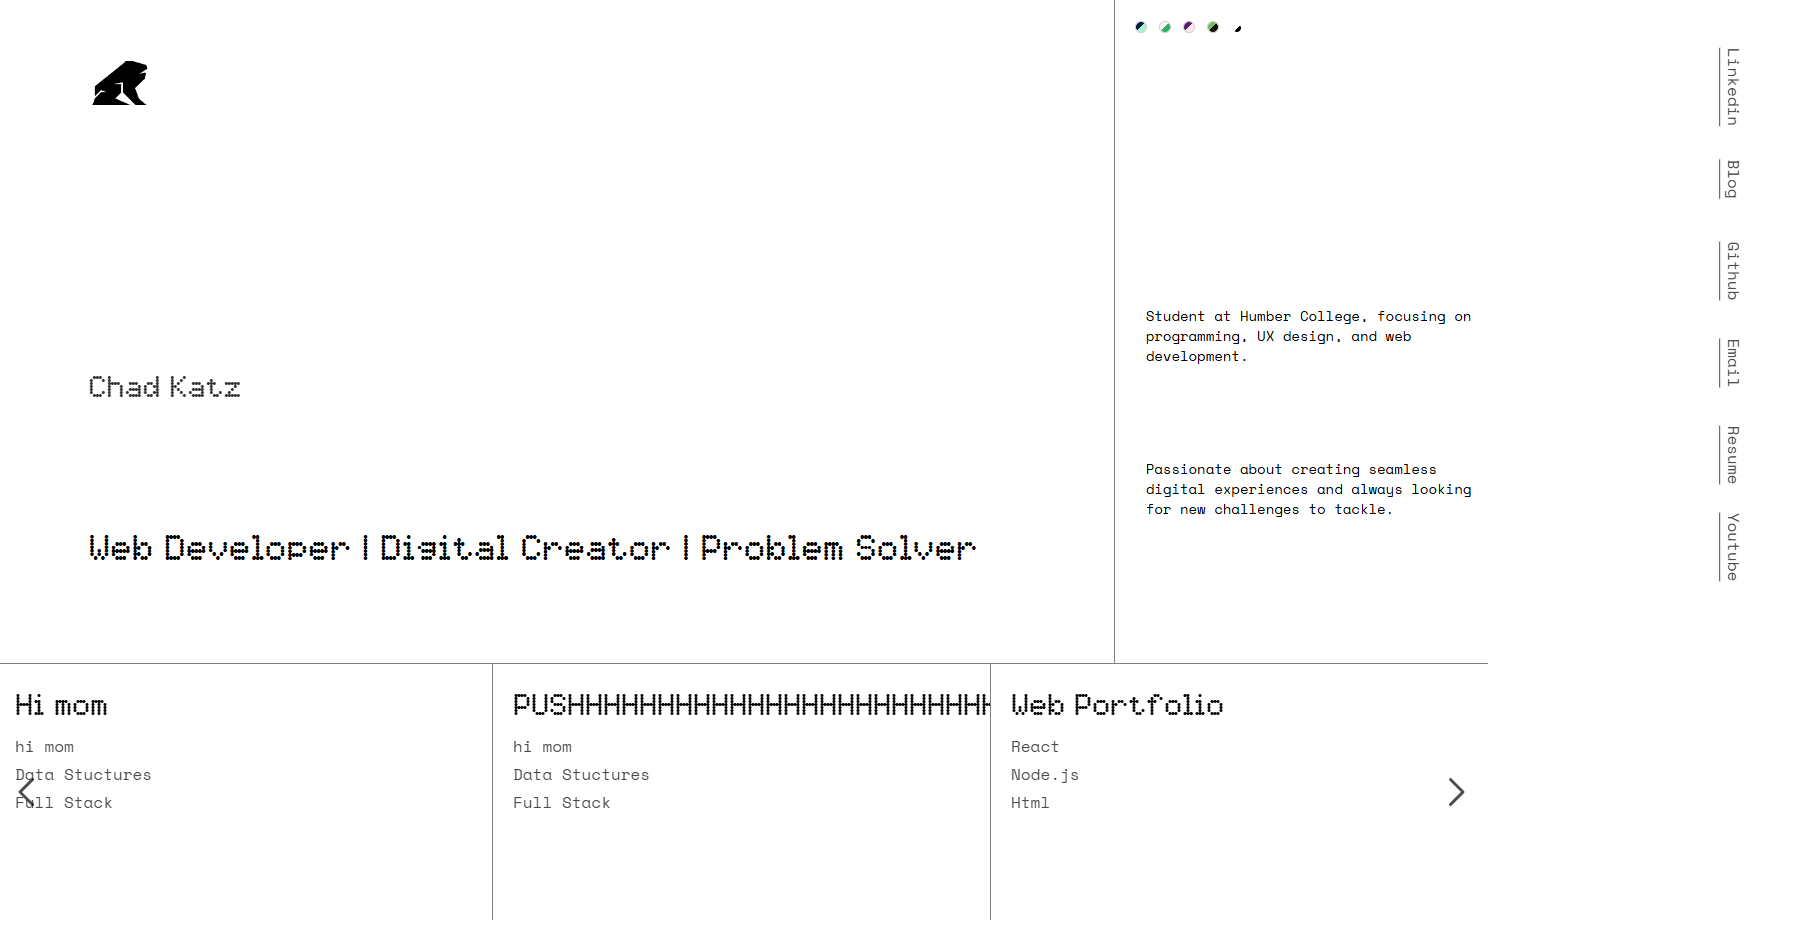 Chad Katz
Web Developer | Digital Creator | Problem Solver
Student at Humber College, focusing on
programming, UX design, and web
development.
Passionate about creating seamless
digital experiences and always looking
for new challenges to tackle.
Linkedin
Blog
Github
Email
Resume
Youtube
Hi mom
hi mom
Data Stuctures
Full Stack
PUSHHHHHHHHHHHHHHHHHHHHHHHH
hi mom
Data Stuctures
Full Stack
Web Portfolio
React
Node.js
Html